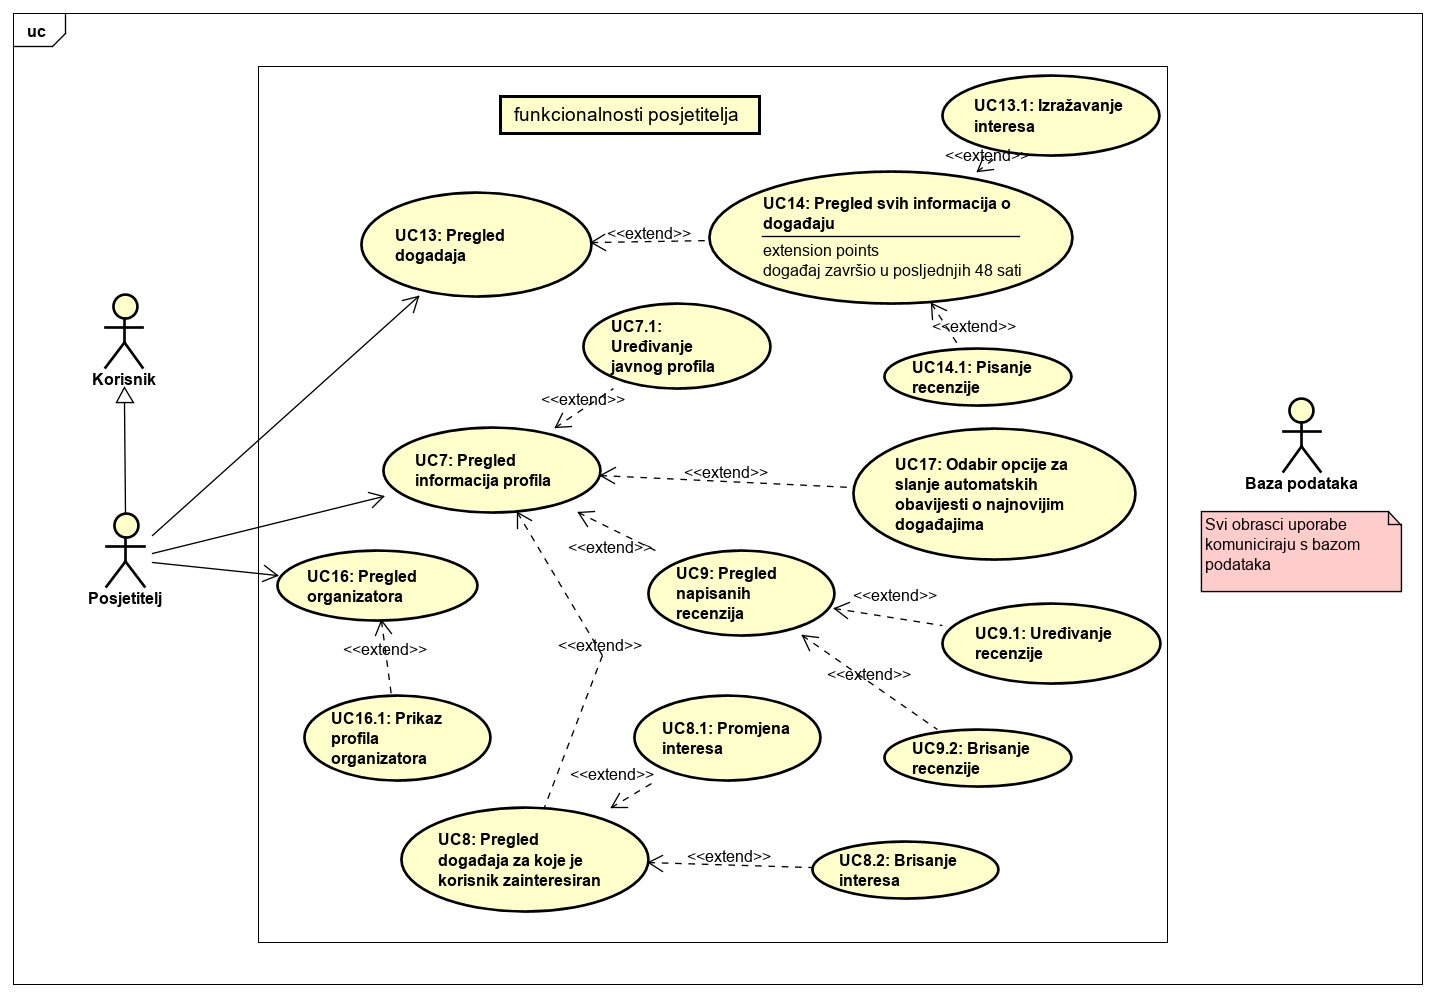 uc
funkcionalnosti posjetitelja
UC13.1: Izražavanje
interesa
<<extend>>
UC14: Pregled svih informacija o
događaju
extension points
događaj završio u posljednjih 48 sati
UC13: Pregled
dogadaja
<<extend>>
<<extend>>
UC14.1: Pisanje
recenzije
UC7.1:
Uređivanje
javnog profila
<<extend>>
Korisnik
UC7: Pregled
informacija profila
<<extend>>
UC17: Odabir opcije za
slanje automatskih
obavijesti o najnovijim
događajima
Baza podataka
Svi obrasci uporabe
komuniciraju s bazom
podataka
Posjetitelj
<<extend>>
UC16: Pregled
organizatora
UC9: Pregled
napisanih
recenzija
<<extend>>
UC9.1: Uređivanje
recenzije
<<extend>>
<<extend>>
<<extend>>
UC16.1: Prikaz
profila
organizatora
UC8.1: Promjena
interesa
UC9.2: Brisanje
recenzije
<<extend>>
UC8: Pregled
događaja za koje je
korisnik zainteresiran
<<extend>>
UC8.2: Brisanje
interesa